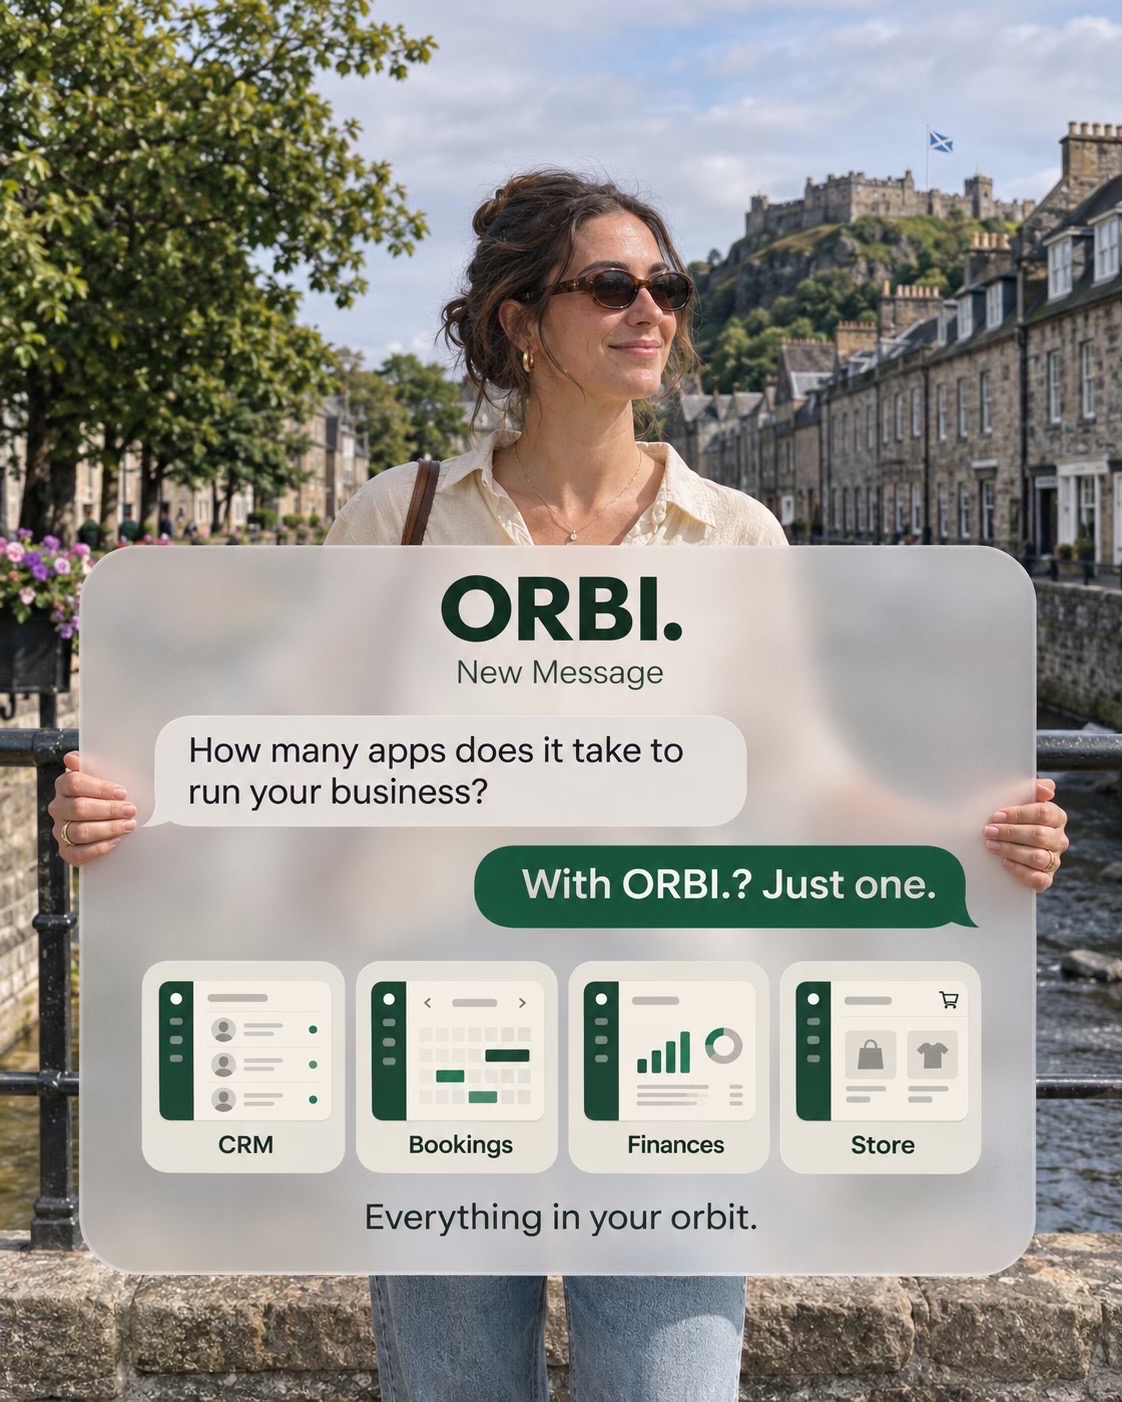 ORBI.
New Message
How many apps does it take to
run your business?
With ORBI.? Just one.
CRM
Bookings
Finances
Store
Everything in your orbit.